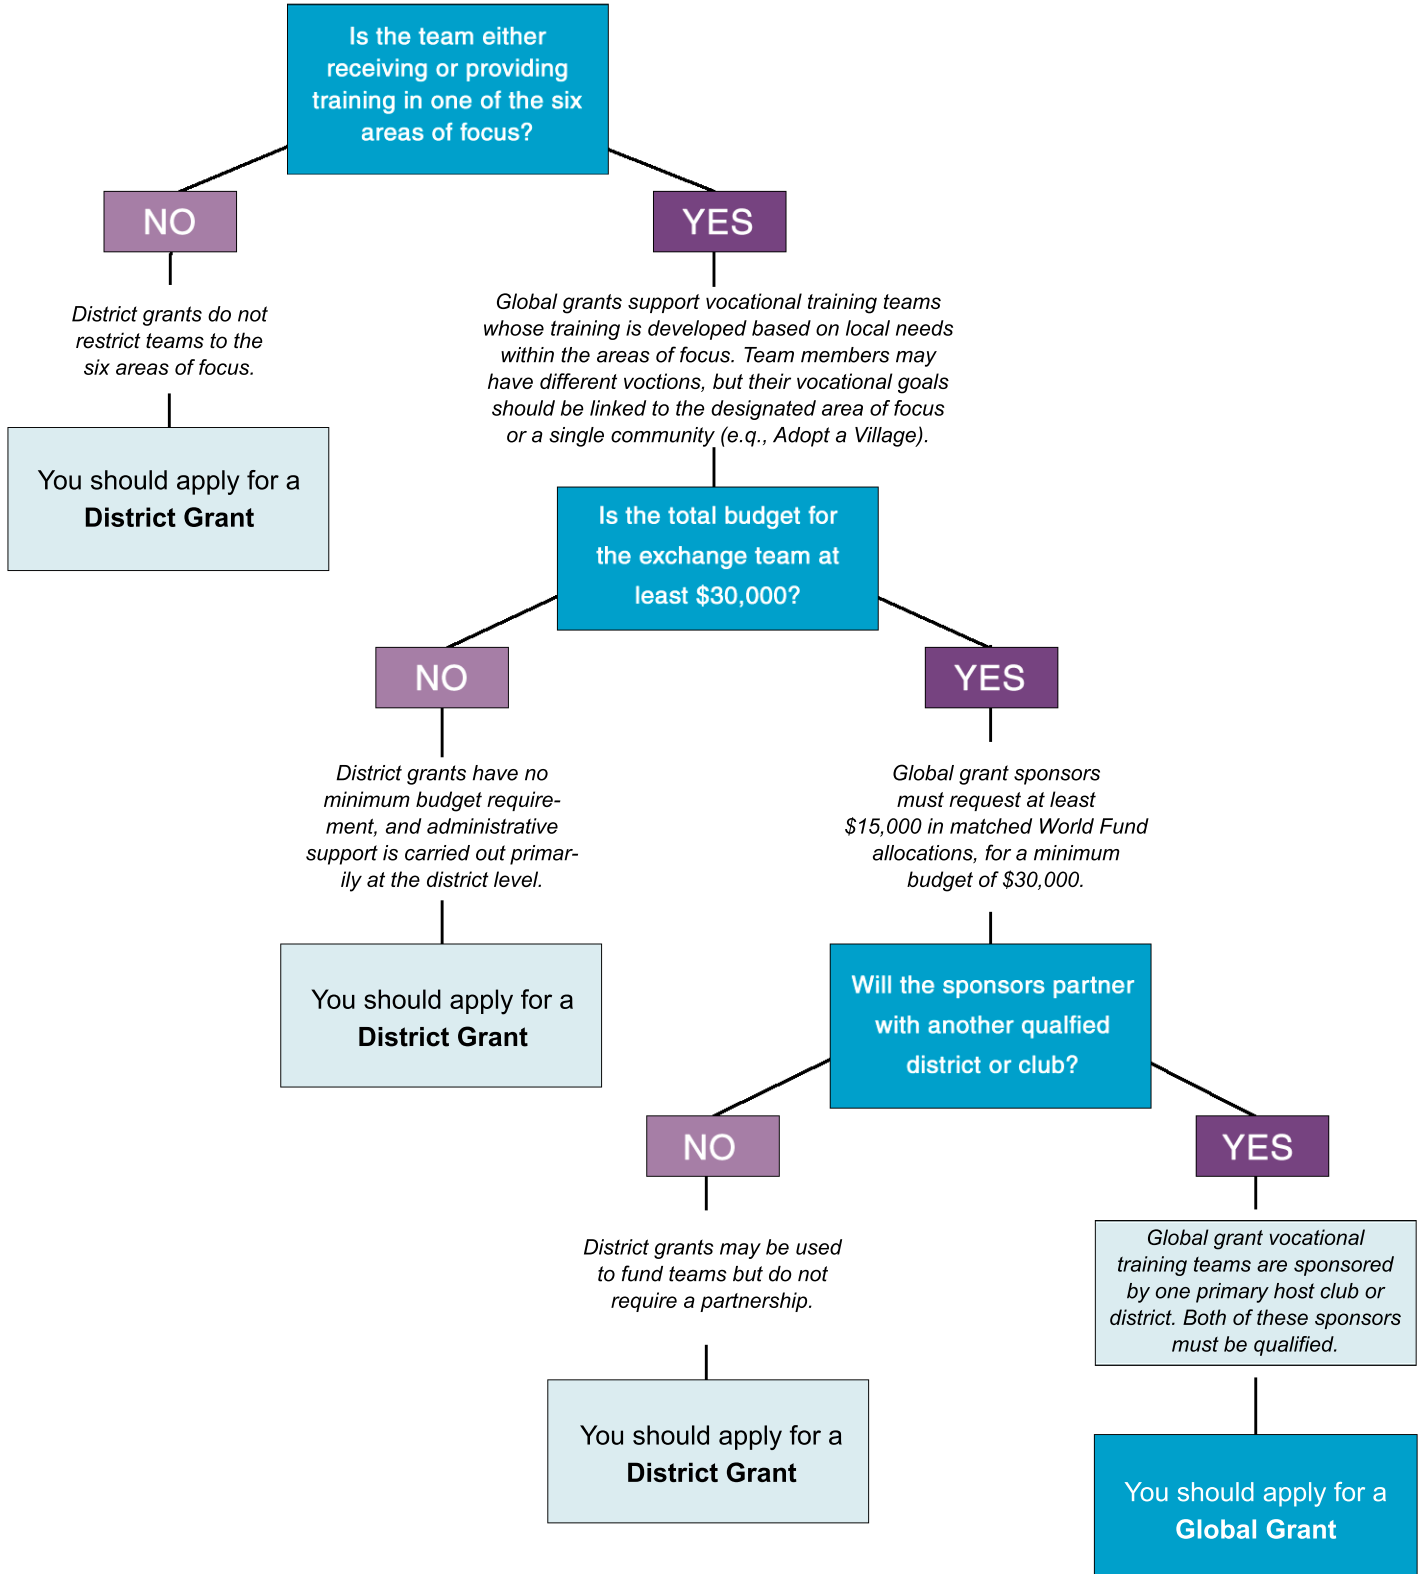 Is the team either
receiving or providing
training in one of the six
areas of focus?
NO
YES
District grants do not
restrict teams to the
six areas of focus.
Global grants support vocational training teams
whose training is developed based on local needs
within the areas of focus. Team members may
have different voctions, but their vocational goals
should be linked to the designated area of focus
or a single community (e.q., Adopt a Village).
You should apply for a
District Grant
Is the total budget for
the exchange team at
least $30,000?
NO
YES
District grants have no
minimum budget require-
ment, and administrative
support is carried out primar-
ily at the district level.
Global grant sponsors
must request at least
$15,000 in matched World Fund
allocations, for a minimum
budget of $30,000.
You should apply for a
District Grant
Will the sponsors partner
with another qualfied
district or club?
NO
YES
District grants may be used
to fund teams but do not
require a partnership.
Global grant vocational
training teams are sponsored
by one primary host club or
district. Both of these sponsors
must be qualified.
You should apply for a
District Grant
You should apply for a
Global Grant